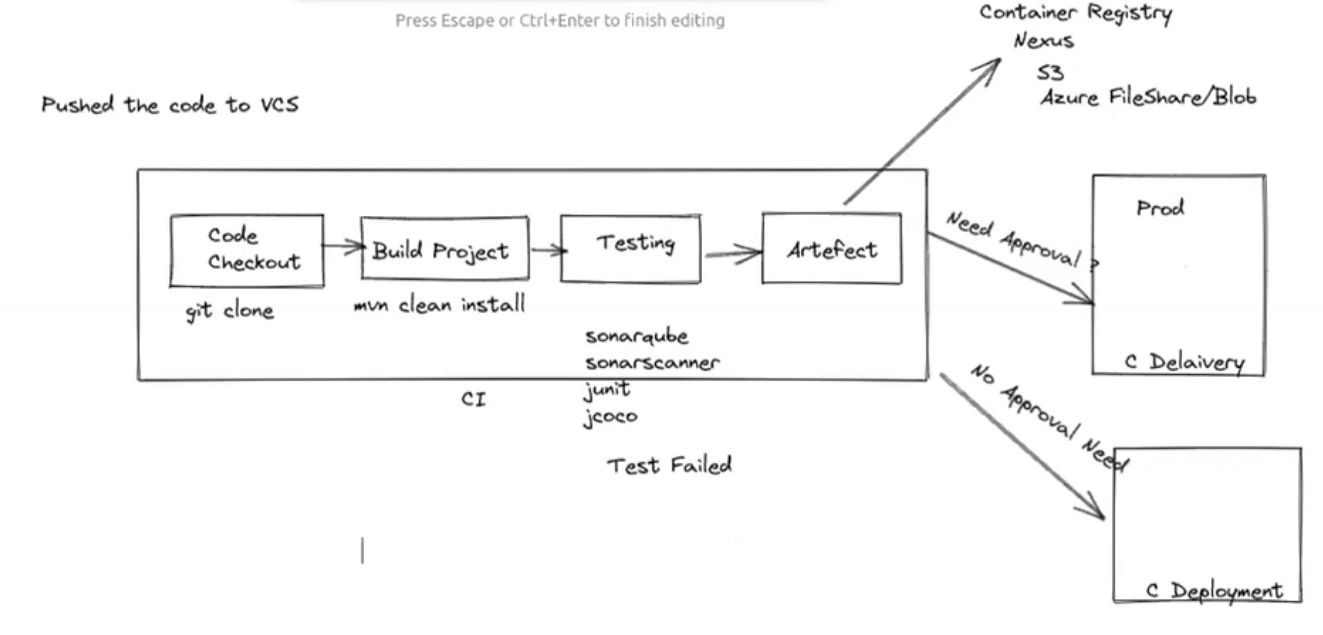 Press Escape or Ctrl+Enter to finish editing
Container Registry
Nexus
S3
Azure FileShare/Blob
Pushed the code to VCS
Code
Checkout
git clone
Build Project
mvn clean install
Testing
sonarqube
sonarscanner
junit
jcoco
Test Failed
Artefect
CI
Need Approval ?
Prod
C Delaivery
No Approval Need
C Deployment